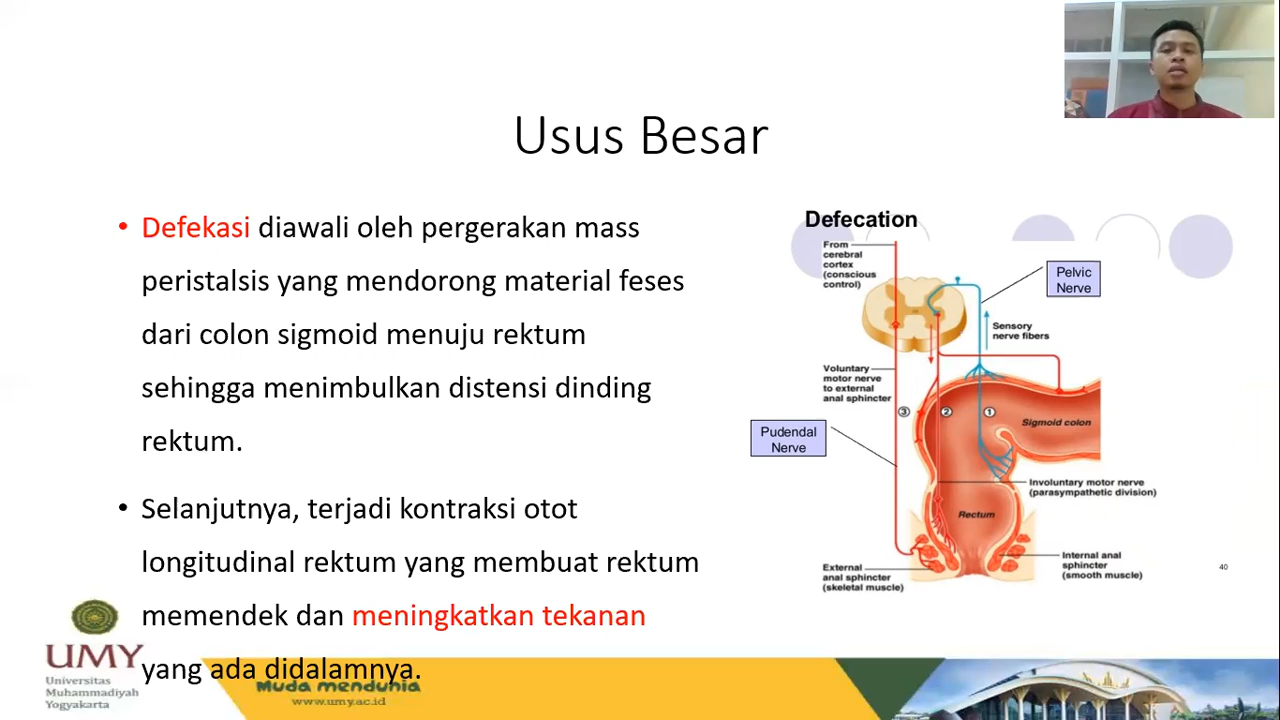 Usus Besar
• Defekasi diawali oleh pergerakan mass
peristalsis yang mendorong material feses
dari colon sigmoid menuju rektum
sehingga menimbulkan distensi dinding
rektum.
• Selanjutnya, terjadi kontraksi otot
longitudinal rektum yang membuat rektum
memendek dan meningkatkan tekanan
yang ada didalamnya.
Defecation
From
cerebral
cortex
(conscious
control)
Pelvic
Nerve
Sensory
nerve fibers
Voluntary
motor nerve
to external
anal sphincter
3
2
1
Sigmoid colon
Pudendal
Nerve
Involuntary motor nerve
(parasympathetic division)
Rectum
External
anal sphincter
(skeletal muscle)
Internal anal
sphincter
(smooth muscle)
40
UMY
Universitas
Muhammadiyah
Yogyakarta
Muda mendunia
www.umy.ac.id